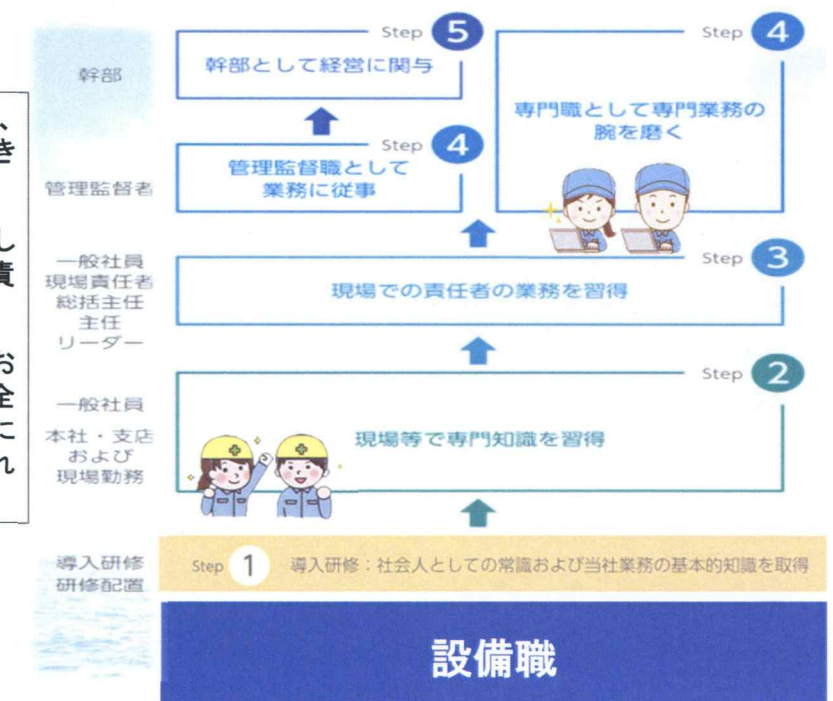 、
き
し
責
お
全
に
れ
幹部
Step 5
幹部として経営に関与
Step 4
専門職として専門業務の
腕を磨く
管理監督者
Step 4
管理監督職として
業務に従事
一般社員
現場責任者
総括主任
主任
リーダー
Step 3
現場での責任者の業務を習得
一般社員
本社・支店
および
現場勤務
Step 2
現場等で専門知識を習得
導入研修
研修配置
Step 1 導入研修：社会人としての常識および当社業務の基本的知識を取得
設備職